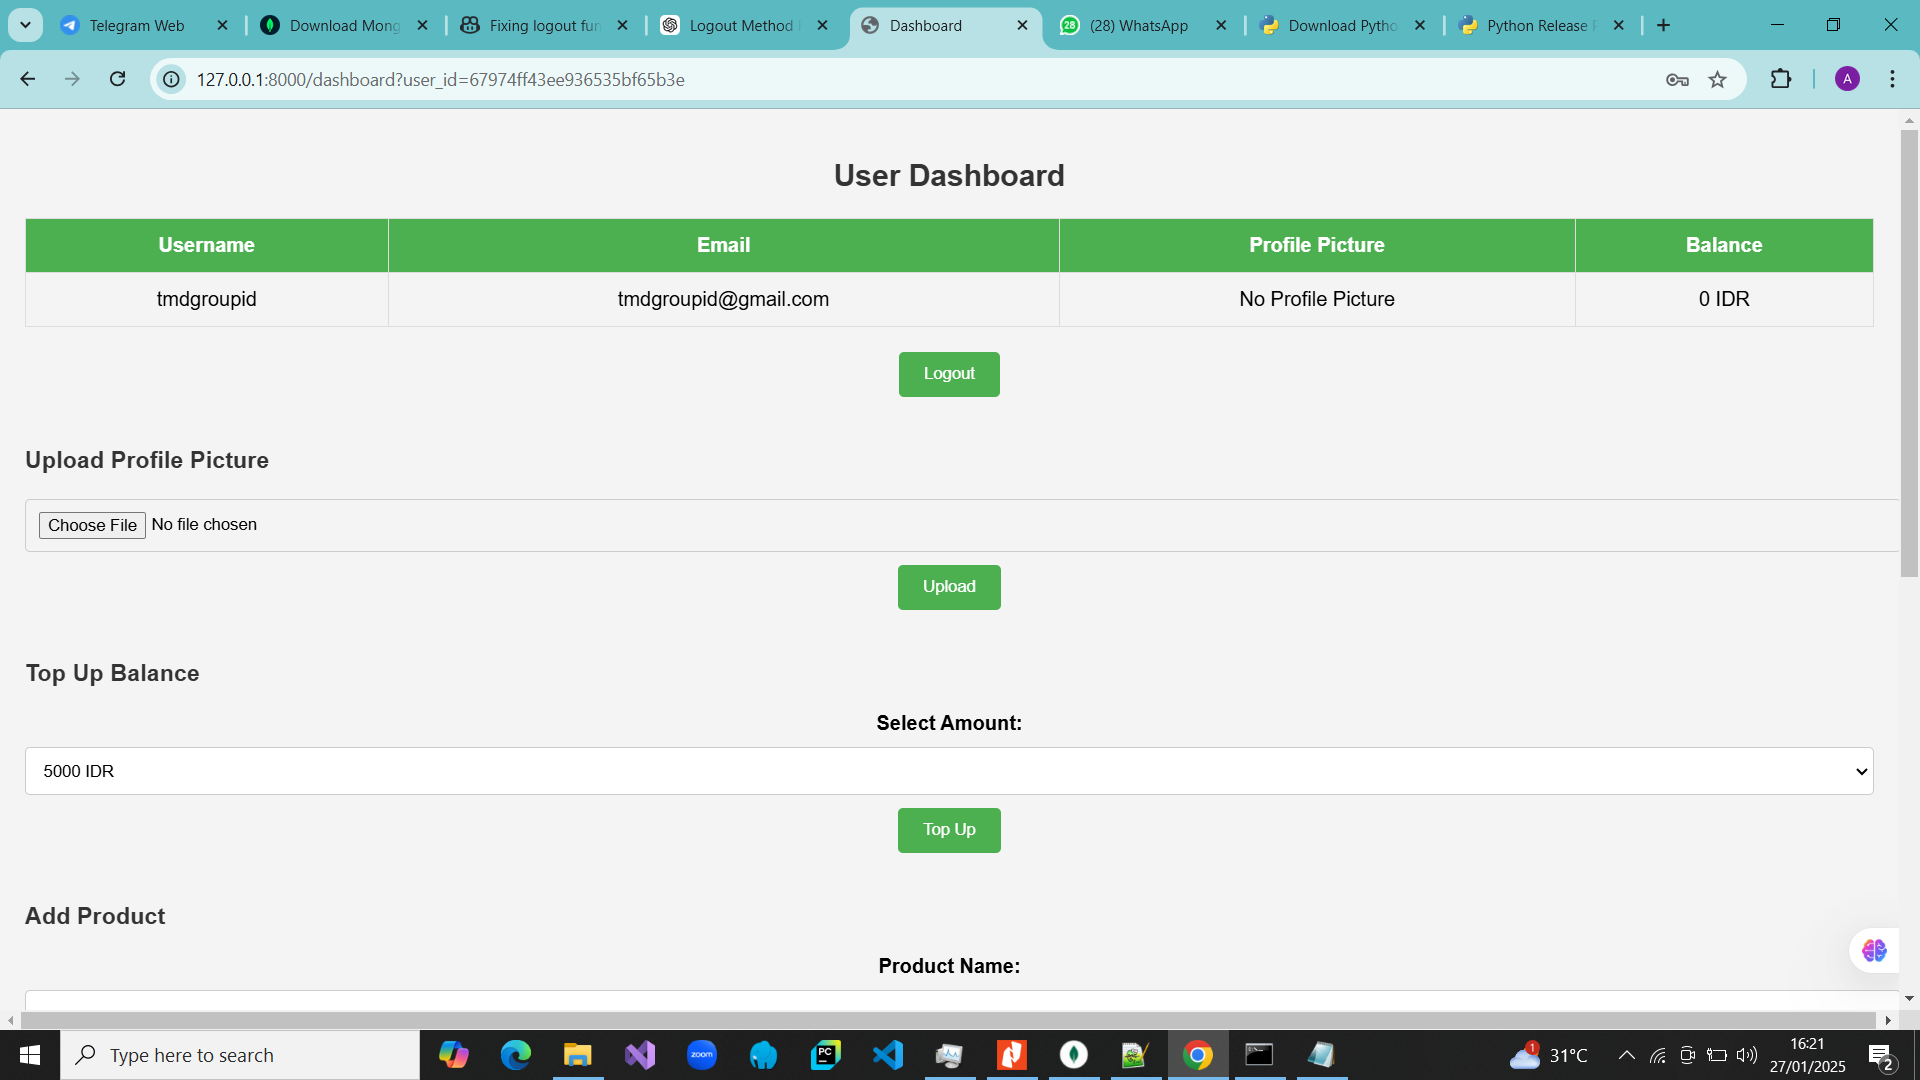 Telegram Web
Download Mong
Fixing logout fun
Logout Method
Dashboard
28
(28) WhatsApp
Download Pytho
Python Release
127.0.0.1:8000/dashboard?user_id=67974ff43ee936535bf65b3e
A
User Dashboard
Username Email Profile Picture Balance
tmdgroupid tmdgroupid@gmail.com No Profile Picture 0 IDR
Logout
Upload Profile Picture
Choose File No file chosen
Upload
Top Up Balance
Select Amount:
5000 IDR
Top Up
Add Product
Product Name:
Type here to search
zoom
PC
1
31°C
16:21
27/01/2025
2